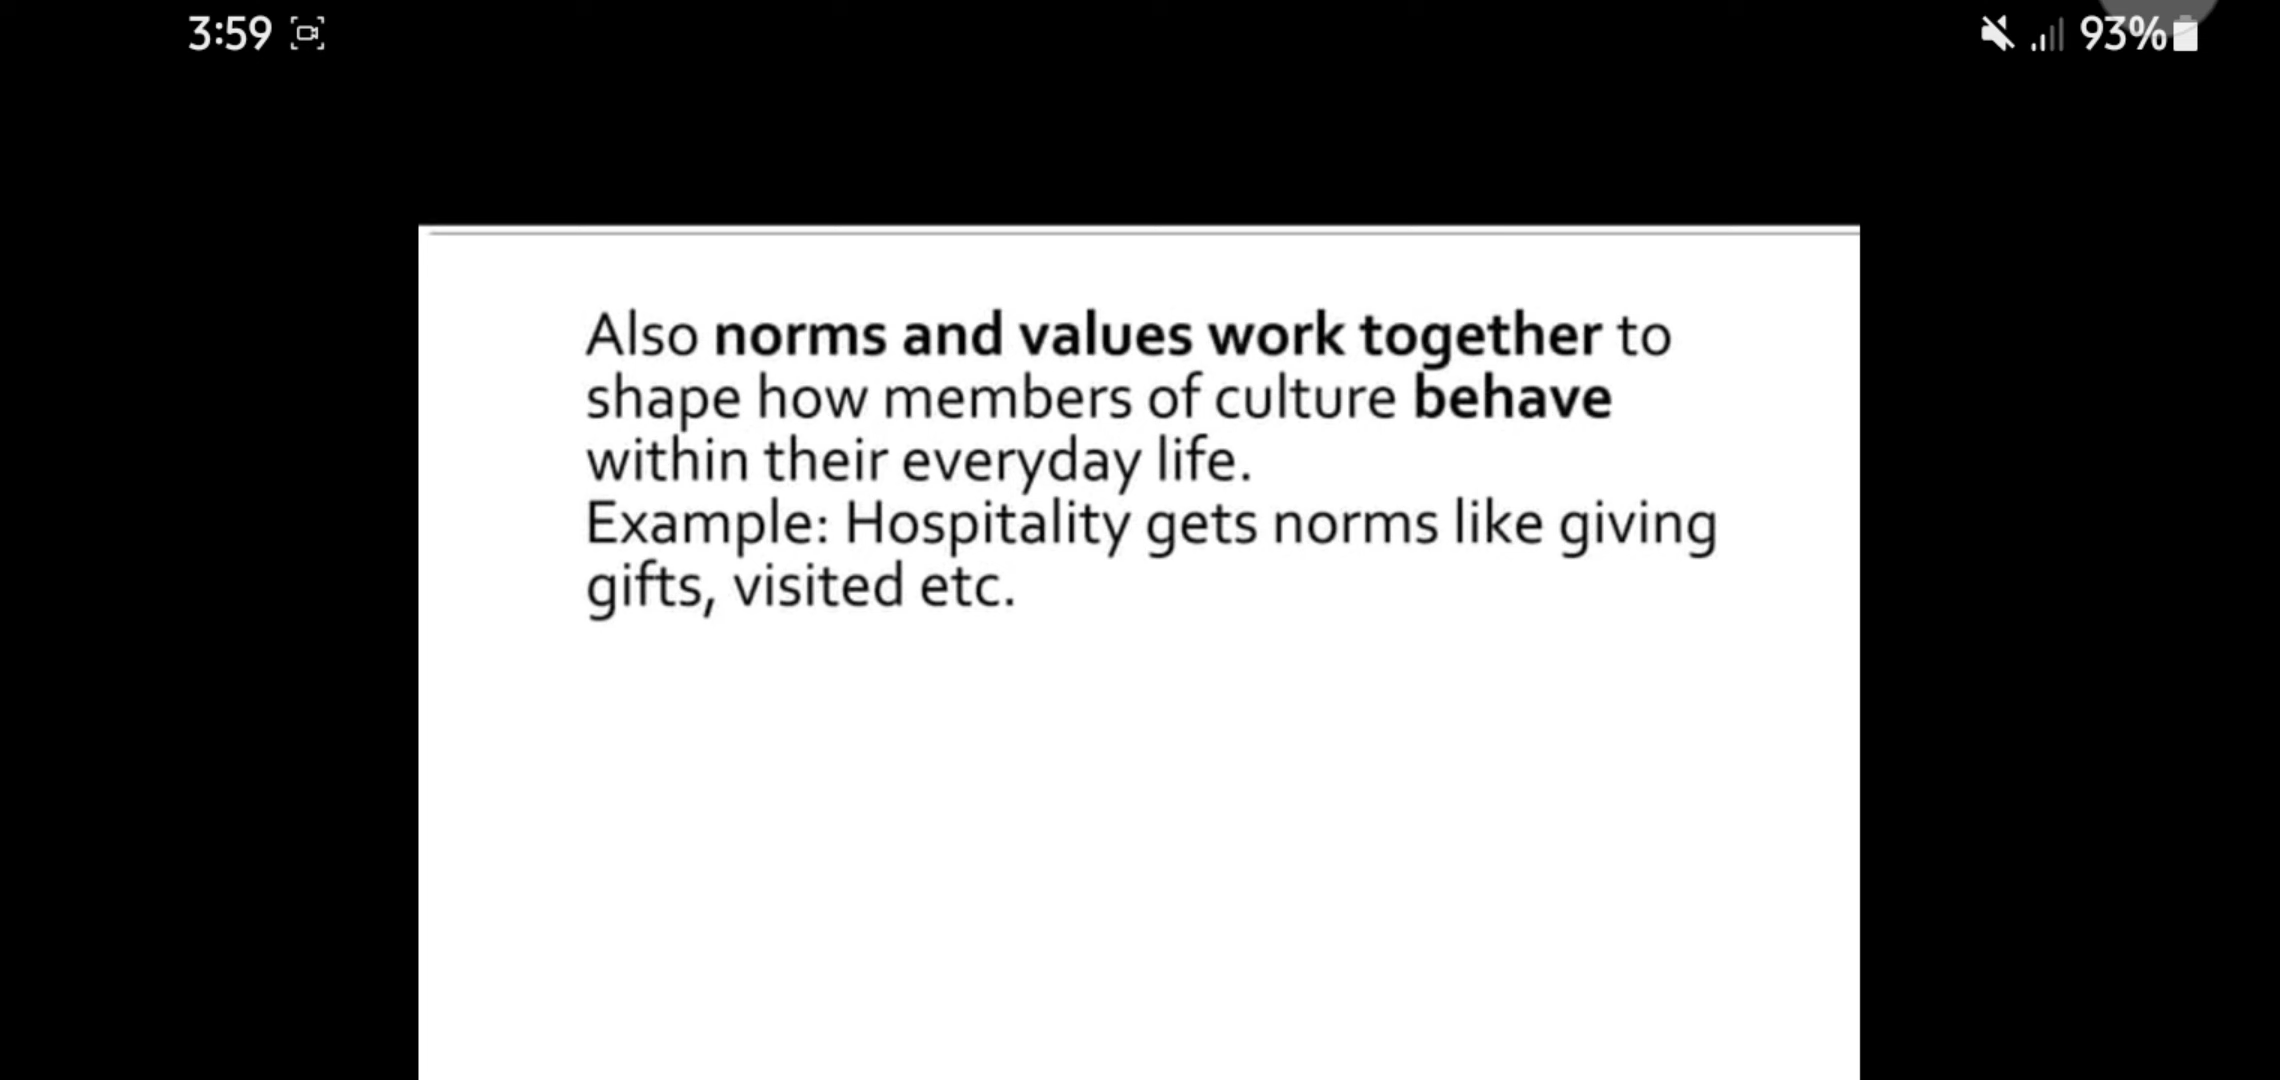 3:59
93%
Also norms and values work together to
shape how members of culture behave
within their everyday life.
Example: Hospitality gets norms like giving
gifts, visited etc.